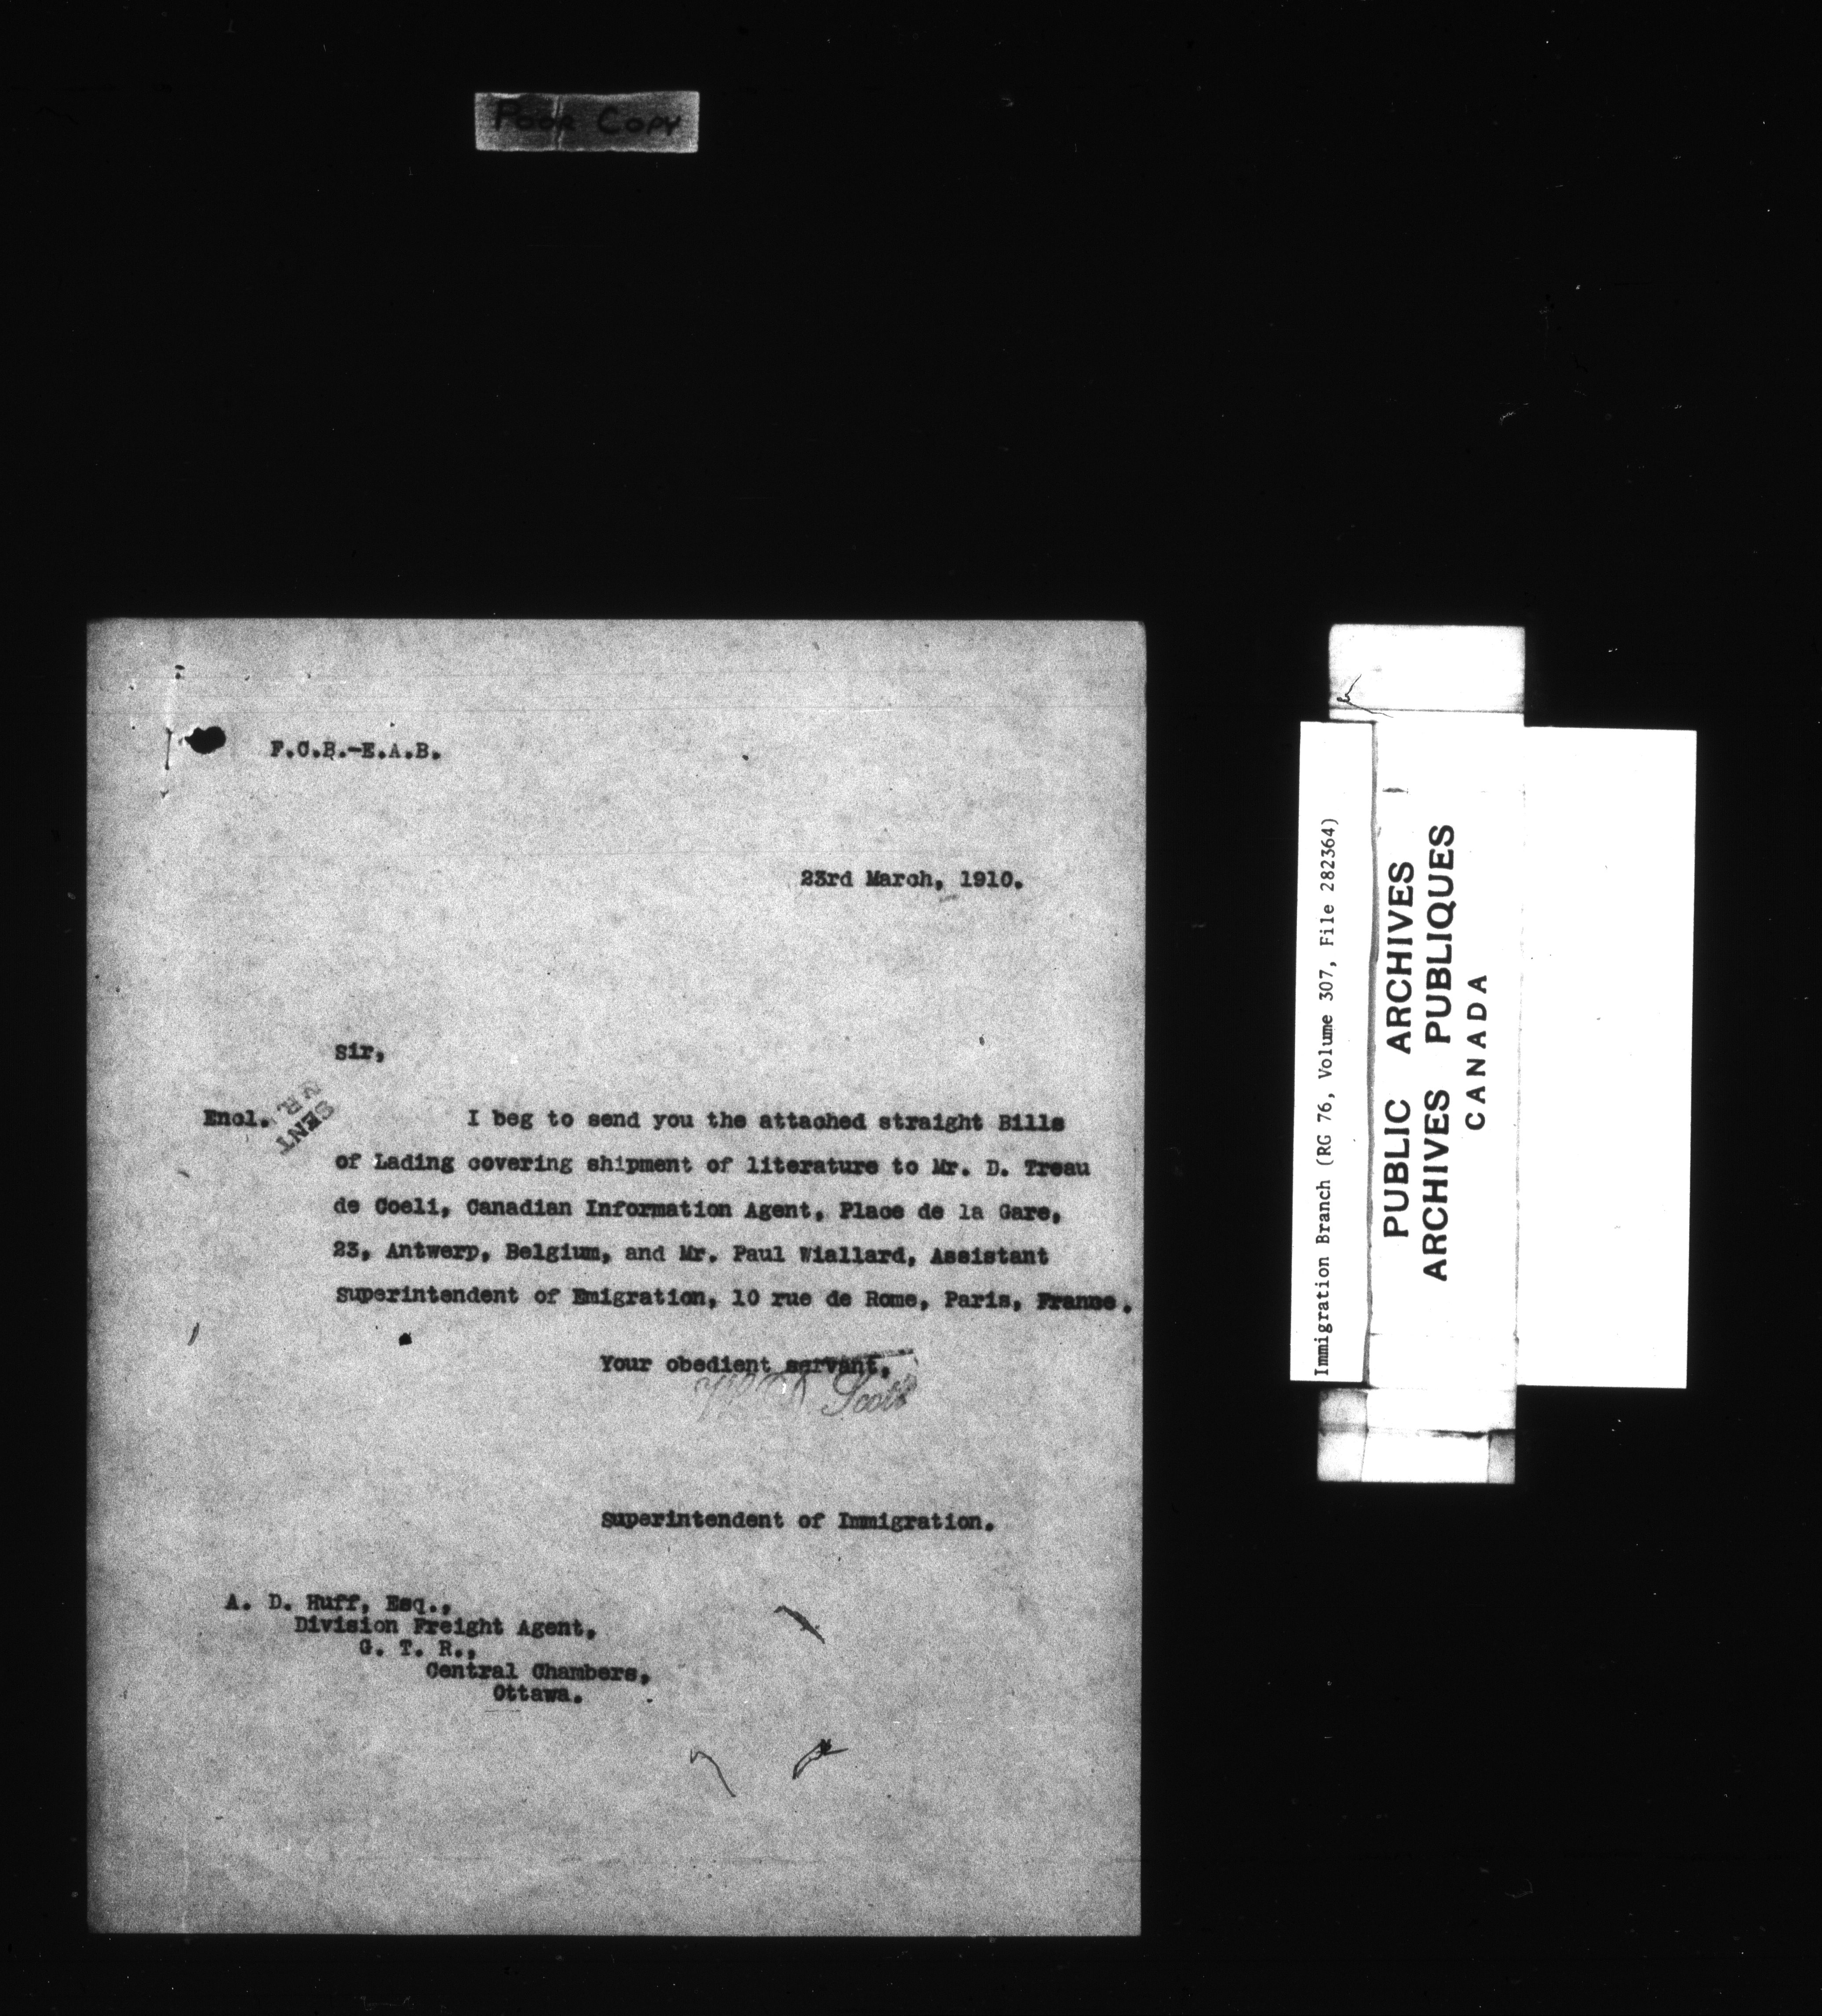 Poor Copy
F.C.B.-E.A.B.
23rd March, 1910.
Sir,
Encl.
SENT
I beg to send you the attached straight Bills
of Lading covering shipment of literature to Mr. D. Treau
de Coeli, Canadian Information Agent, Place de la Gare,
23, Antwerp, Belgium, and Mr. Paul Wiallard, Assistant
Superintendent of Emigration, 10 rue de Rome, Paris, France.
Your obedient servant,
Scott
Superintendent of Immigration.
A. D. Huff, Esq.,
Division Freight Agent,
G. T. R.,
Central Chambers,
Ottawa.
Immigration Branch (RG 76, Volume 307, File 282364)
PUBLIC ARCHIVES
ARCHIVES PUBLIQUES
CANADA